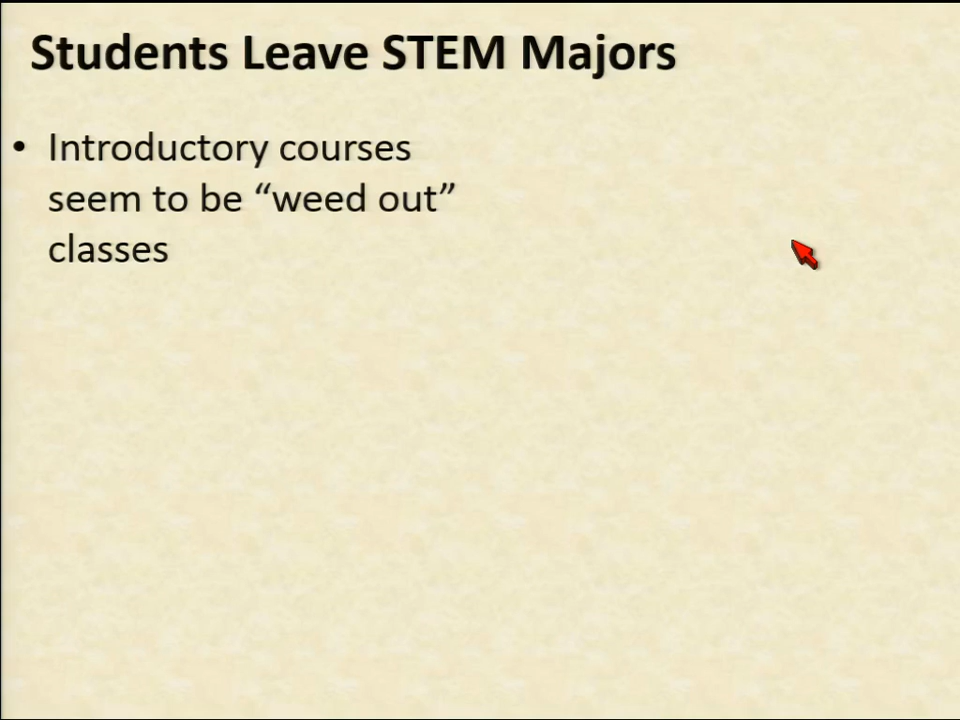 Students Leave STEM Majors
• Introductory courses
seem to be “weed out”
classes